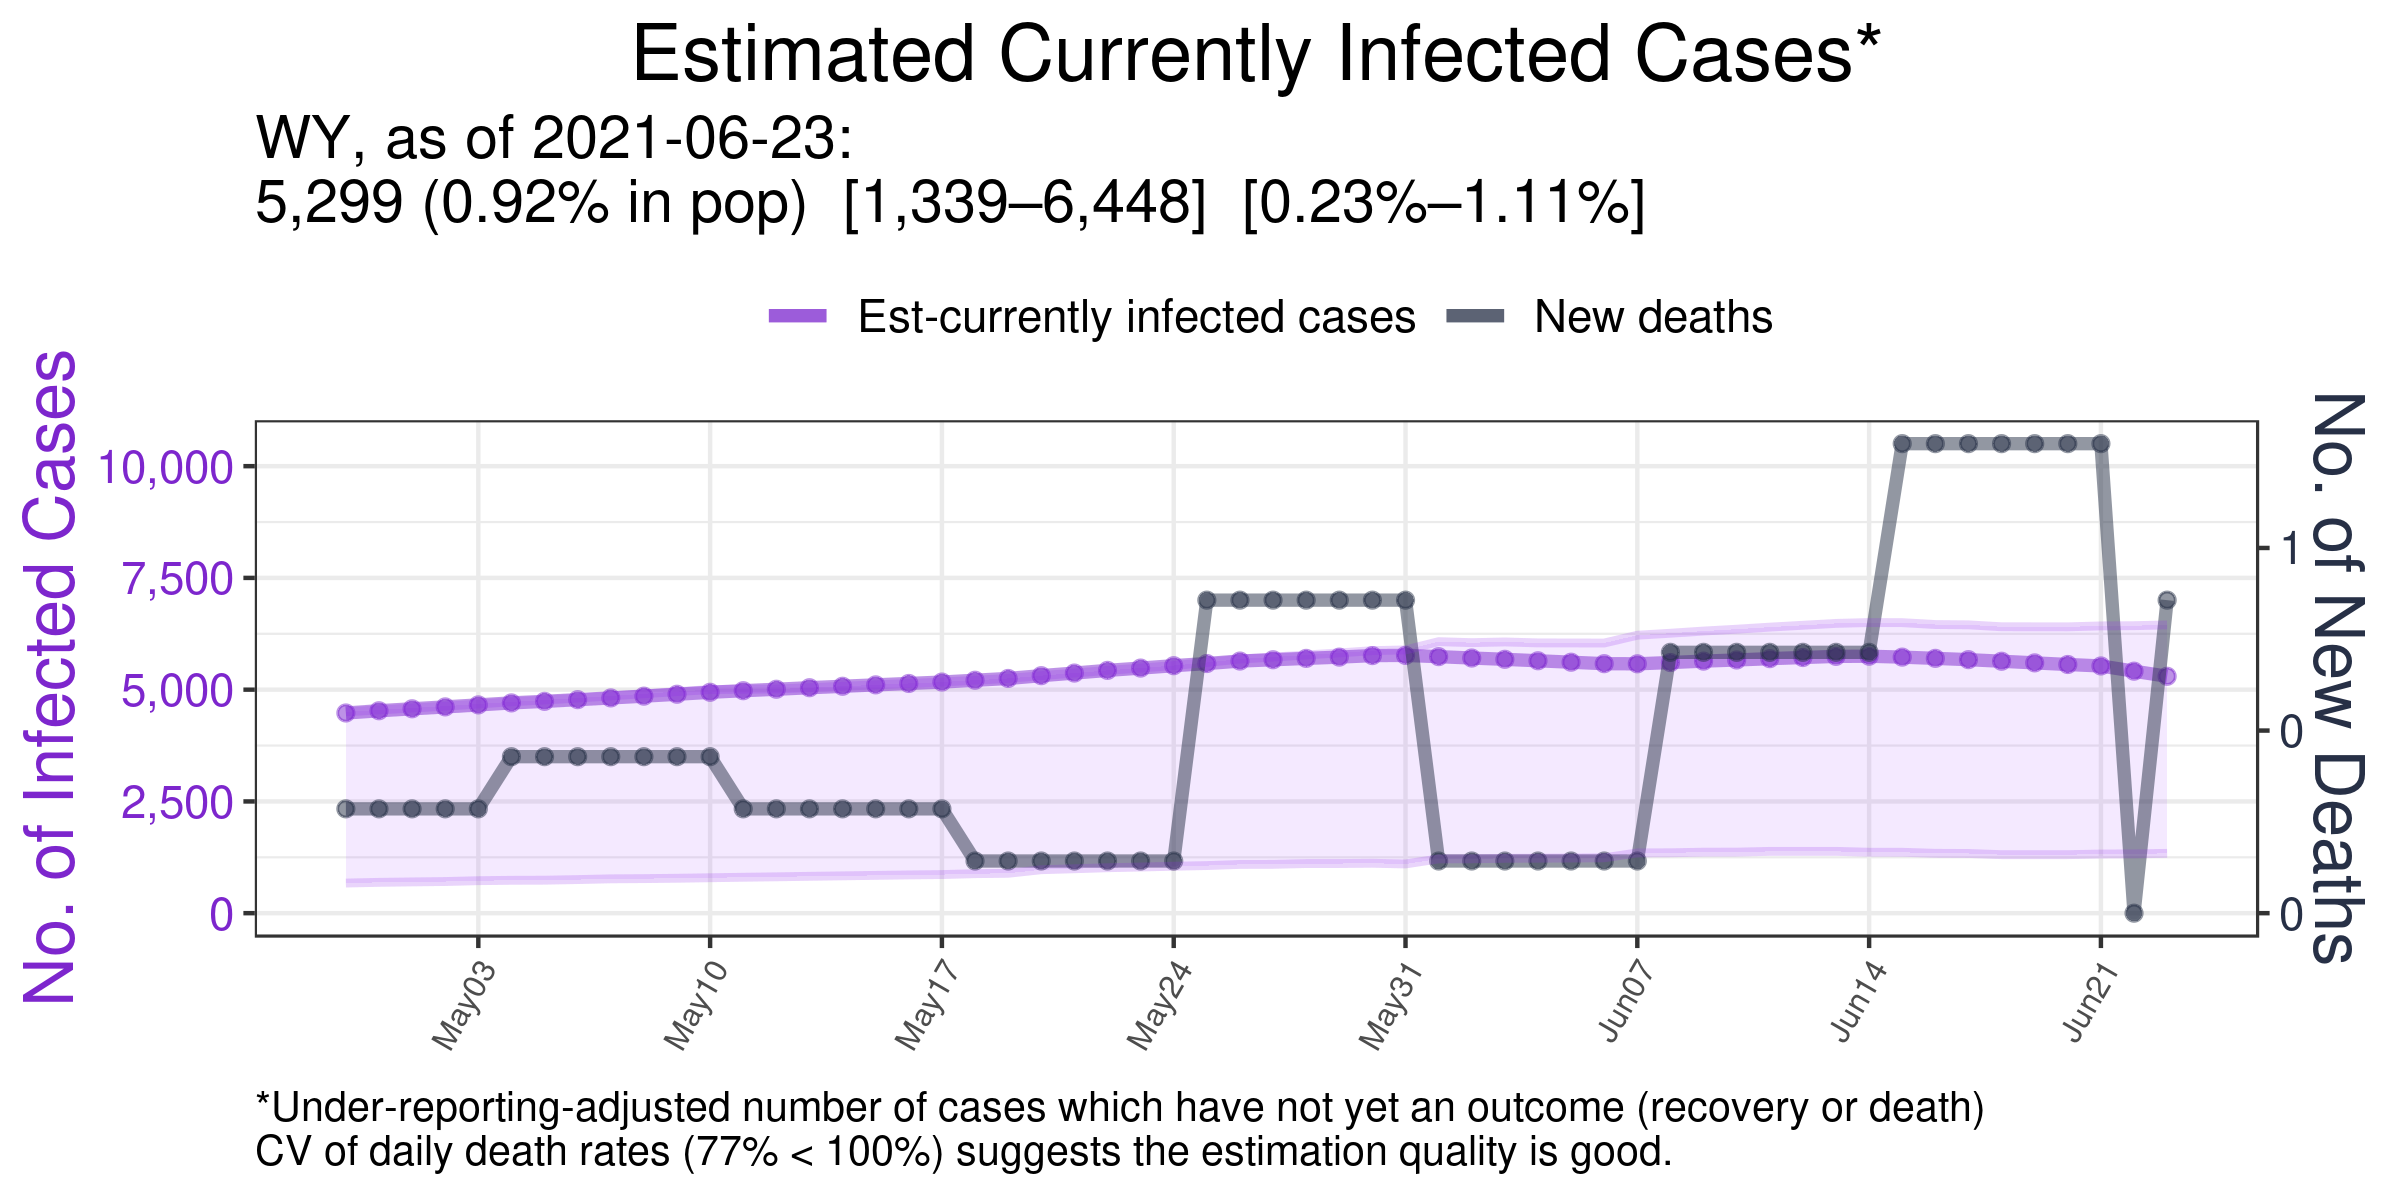 Estimated Currently Infected Cases*
WY, as of 2021-06-23:
5,299 (0.92% in pop)  [1,339–6,448]  [0.23%–1.11%]
Est-currently infected cases
New deaths
No. of Infected Cases
10,000
7,500
5,000
2,500
0
1
0
0
No. of New Deaths
May03
May10
May17
May24
May31
Jun07
Jun14
Jun21
*Under-reporting-adjusted number of cases which have not yet an outcome (recovery or death)
CV of daily death rates (77% < 100%) suggests the estimation quality is good.